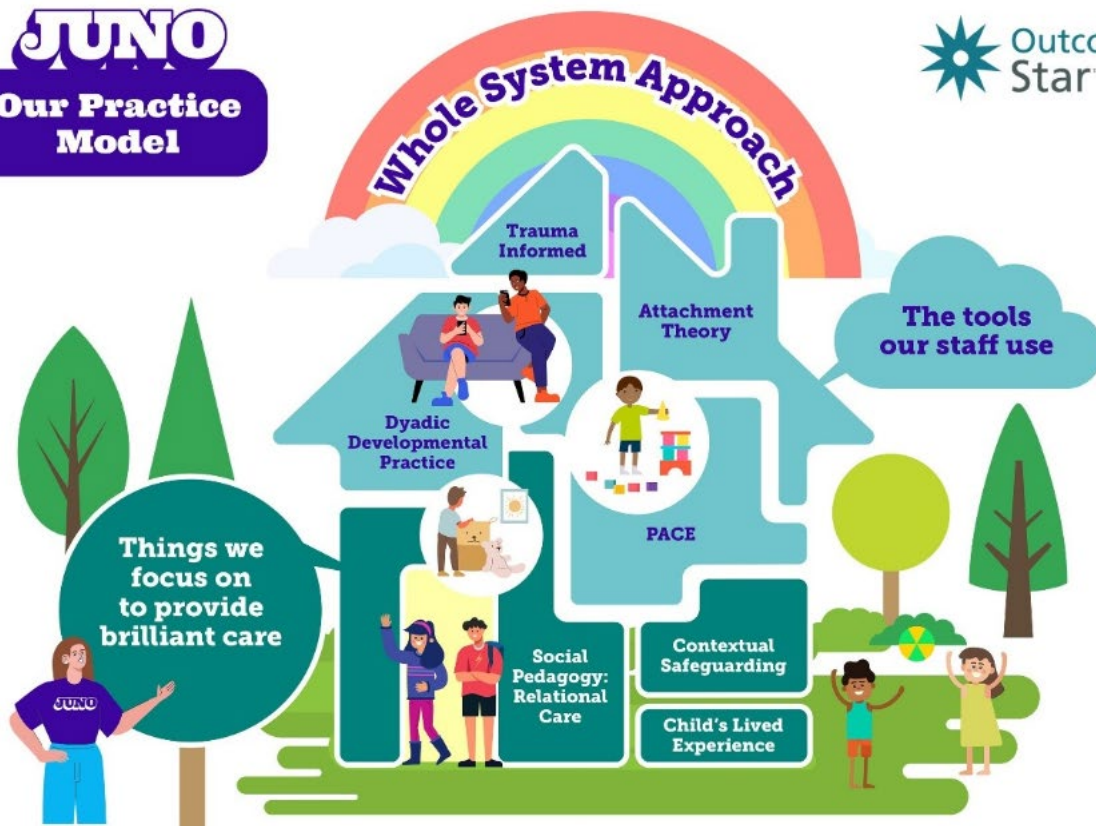 JUNO
Our Practice
Model
Whole System Approach
Star
Trauma
Informed
Attachment
Theory
The tools
our staff use
Dyadic
Developmental
Practice
PACE
Things we
focus on
to provide
brilliant care
Social
Pedagogy:
Relational
Care
Contextual
Safeguarding
Child's Lived
Experience
JUNO